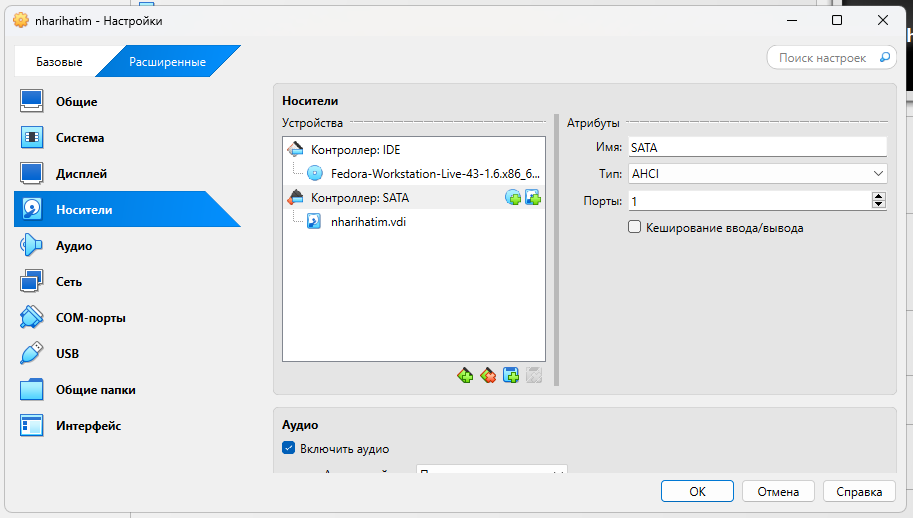 nharihatim – Настройки
Базовые
Расширенные
Поиск настроек
Общие
Система
Дисплей
Носители
Аудио
Сеть
COM-порты
USB
Общие папки
Интерфейс
Носители
Устройства
Контроллер: IDE
Fedora-Workstation-Live-43-1.6.x86_6...
Контроллер: SATA
nharihatim.vdi
Атрибуты
Имя: SATA
Тип: AHCI
Порты: 1
Кеширование ввода/вывода
Аудио
Включить аудио
OK
Отмена
Справка